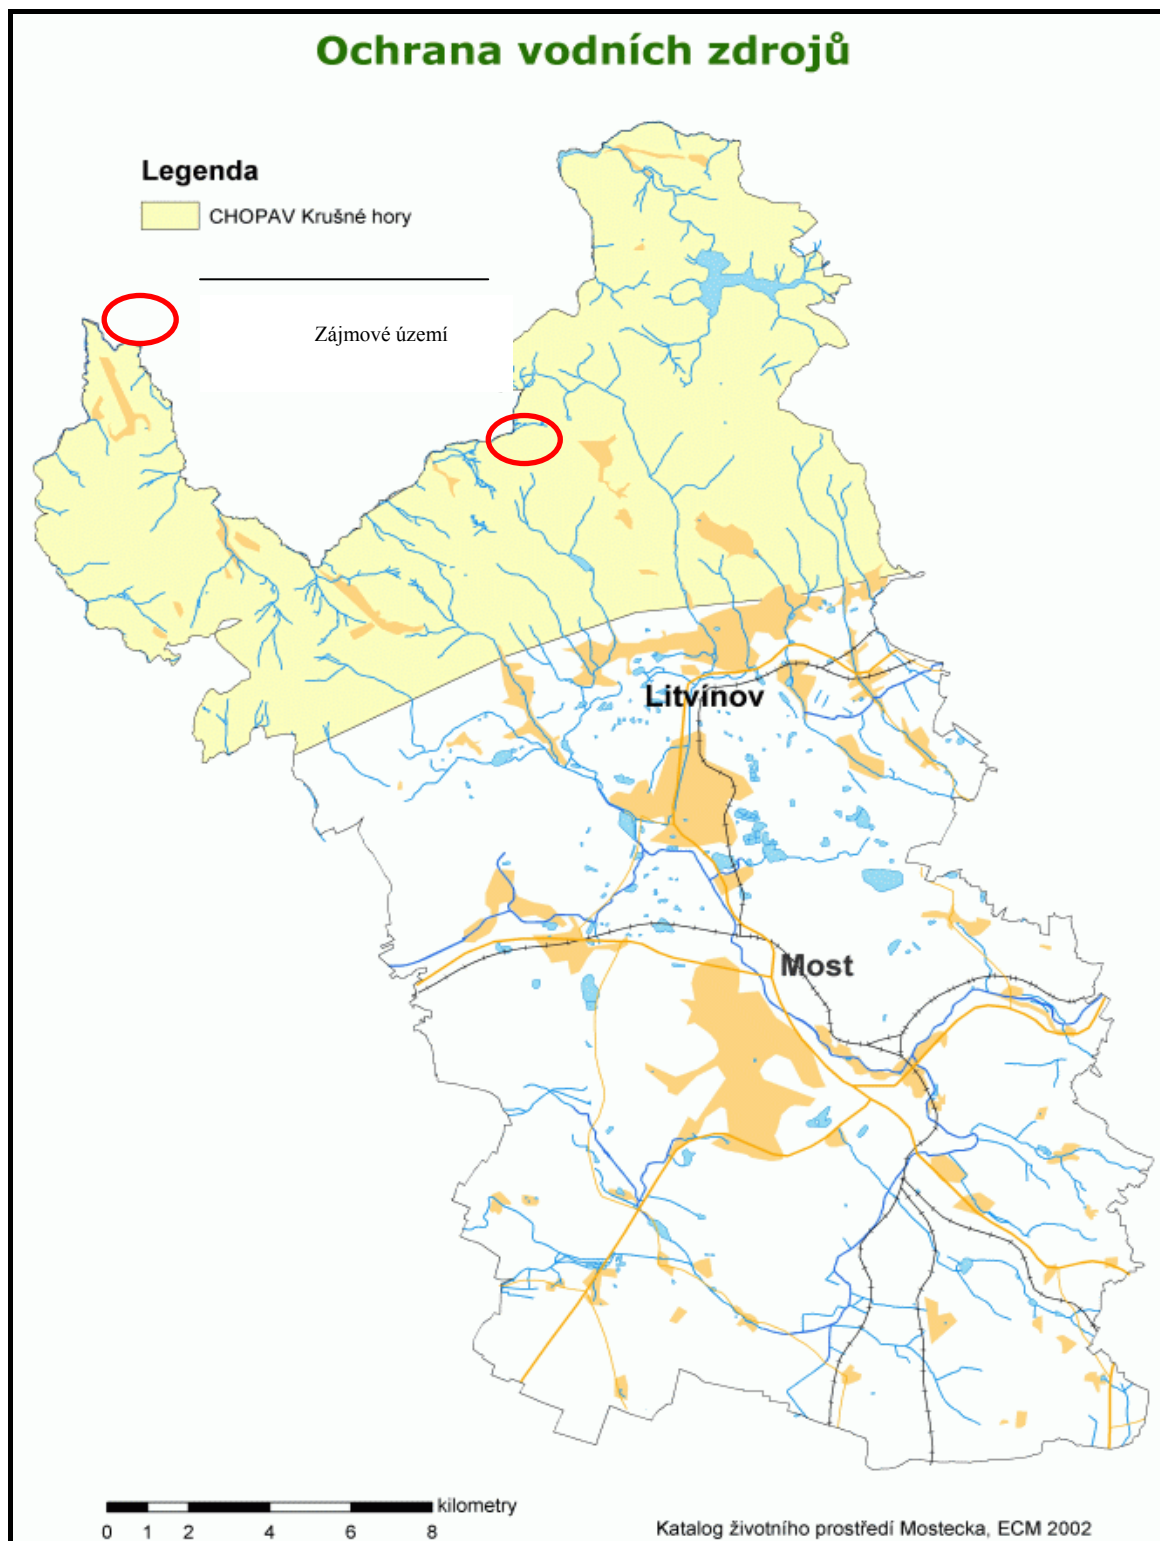 Ochrana vodních zdrojů
Legenda
CHOPAV Krušné hory
Zájmové území
Litvínov
Most
kilometry
0 1 2 4 6 8
Katalog životního prostředí Mostecka, ECM 2002